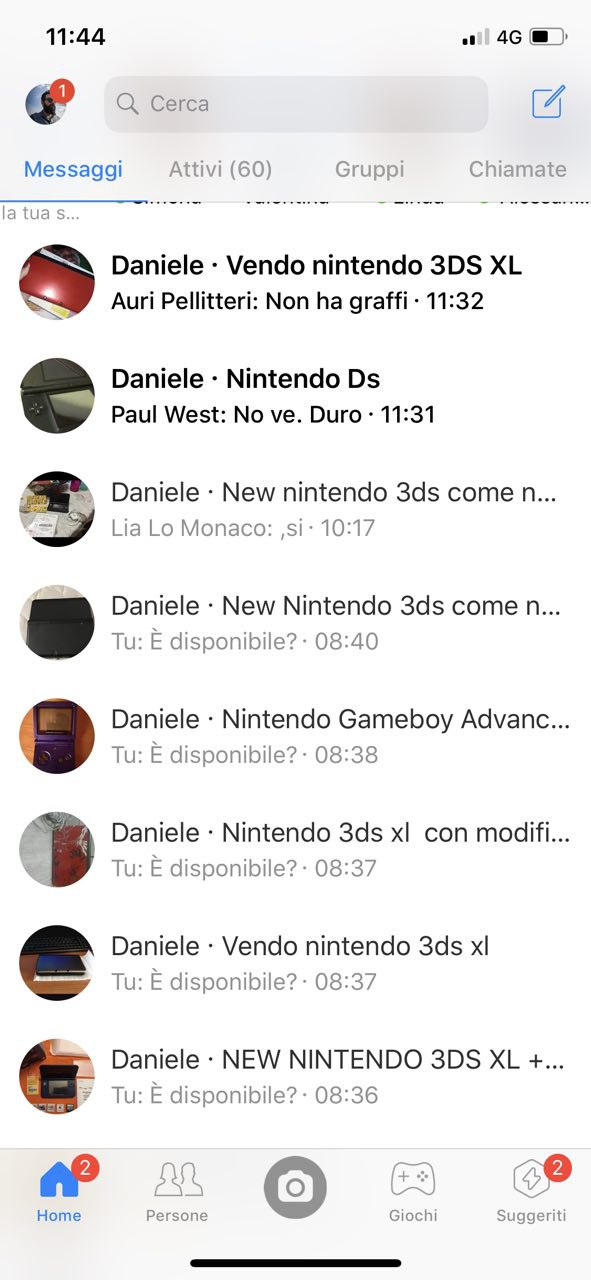 11:44
4G
1
Cerca
Messaggi
Attivi (60)
Gruppi
Chiamate
la tua s...
Daniele · Vendo nintendo 3DS XL
Auri Pellitteri: Non ha graffi · 11:32
Daniele · Nintendo Ds
Paul West: No ve. Duro · 11:31
Daniele · New nintendo 3ds come n...
Lia Lo Monaco: ,si · 10:17
Daniele · New Nintendo 3ds come n...
Tu: È disponibile? · 08:40
Daniele · Nintendo Gameboy Advanc...
Tu: È disponibile? · 08:38
Daniele · Nintendo 3ds xl  con modifi...
Tu: È disponibile? · 08:37
Daniele · Vendo nintendo 3ds xl
Tu: È disponibile? · 08:37
Daniele · NEW NINTENDO 3DS XL +...
Tu: È disponibile? · 08:36
2
2
Home
Persone
Giochi
Suggeriti